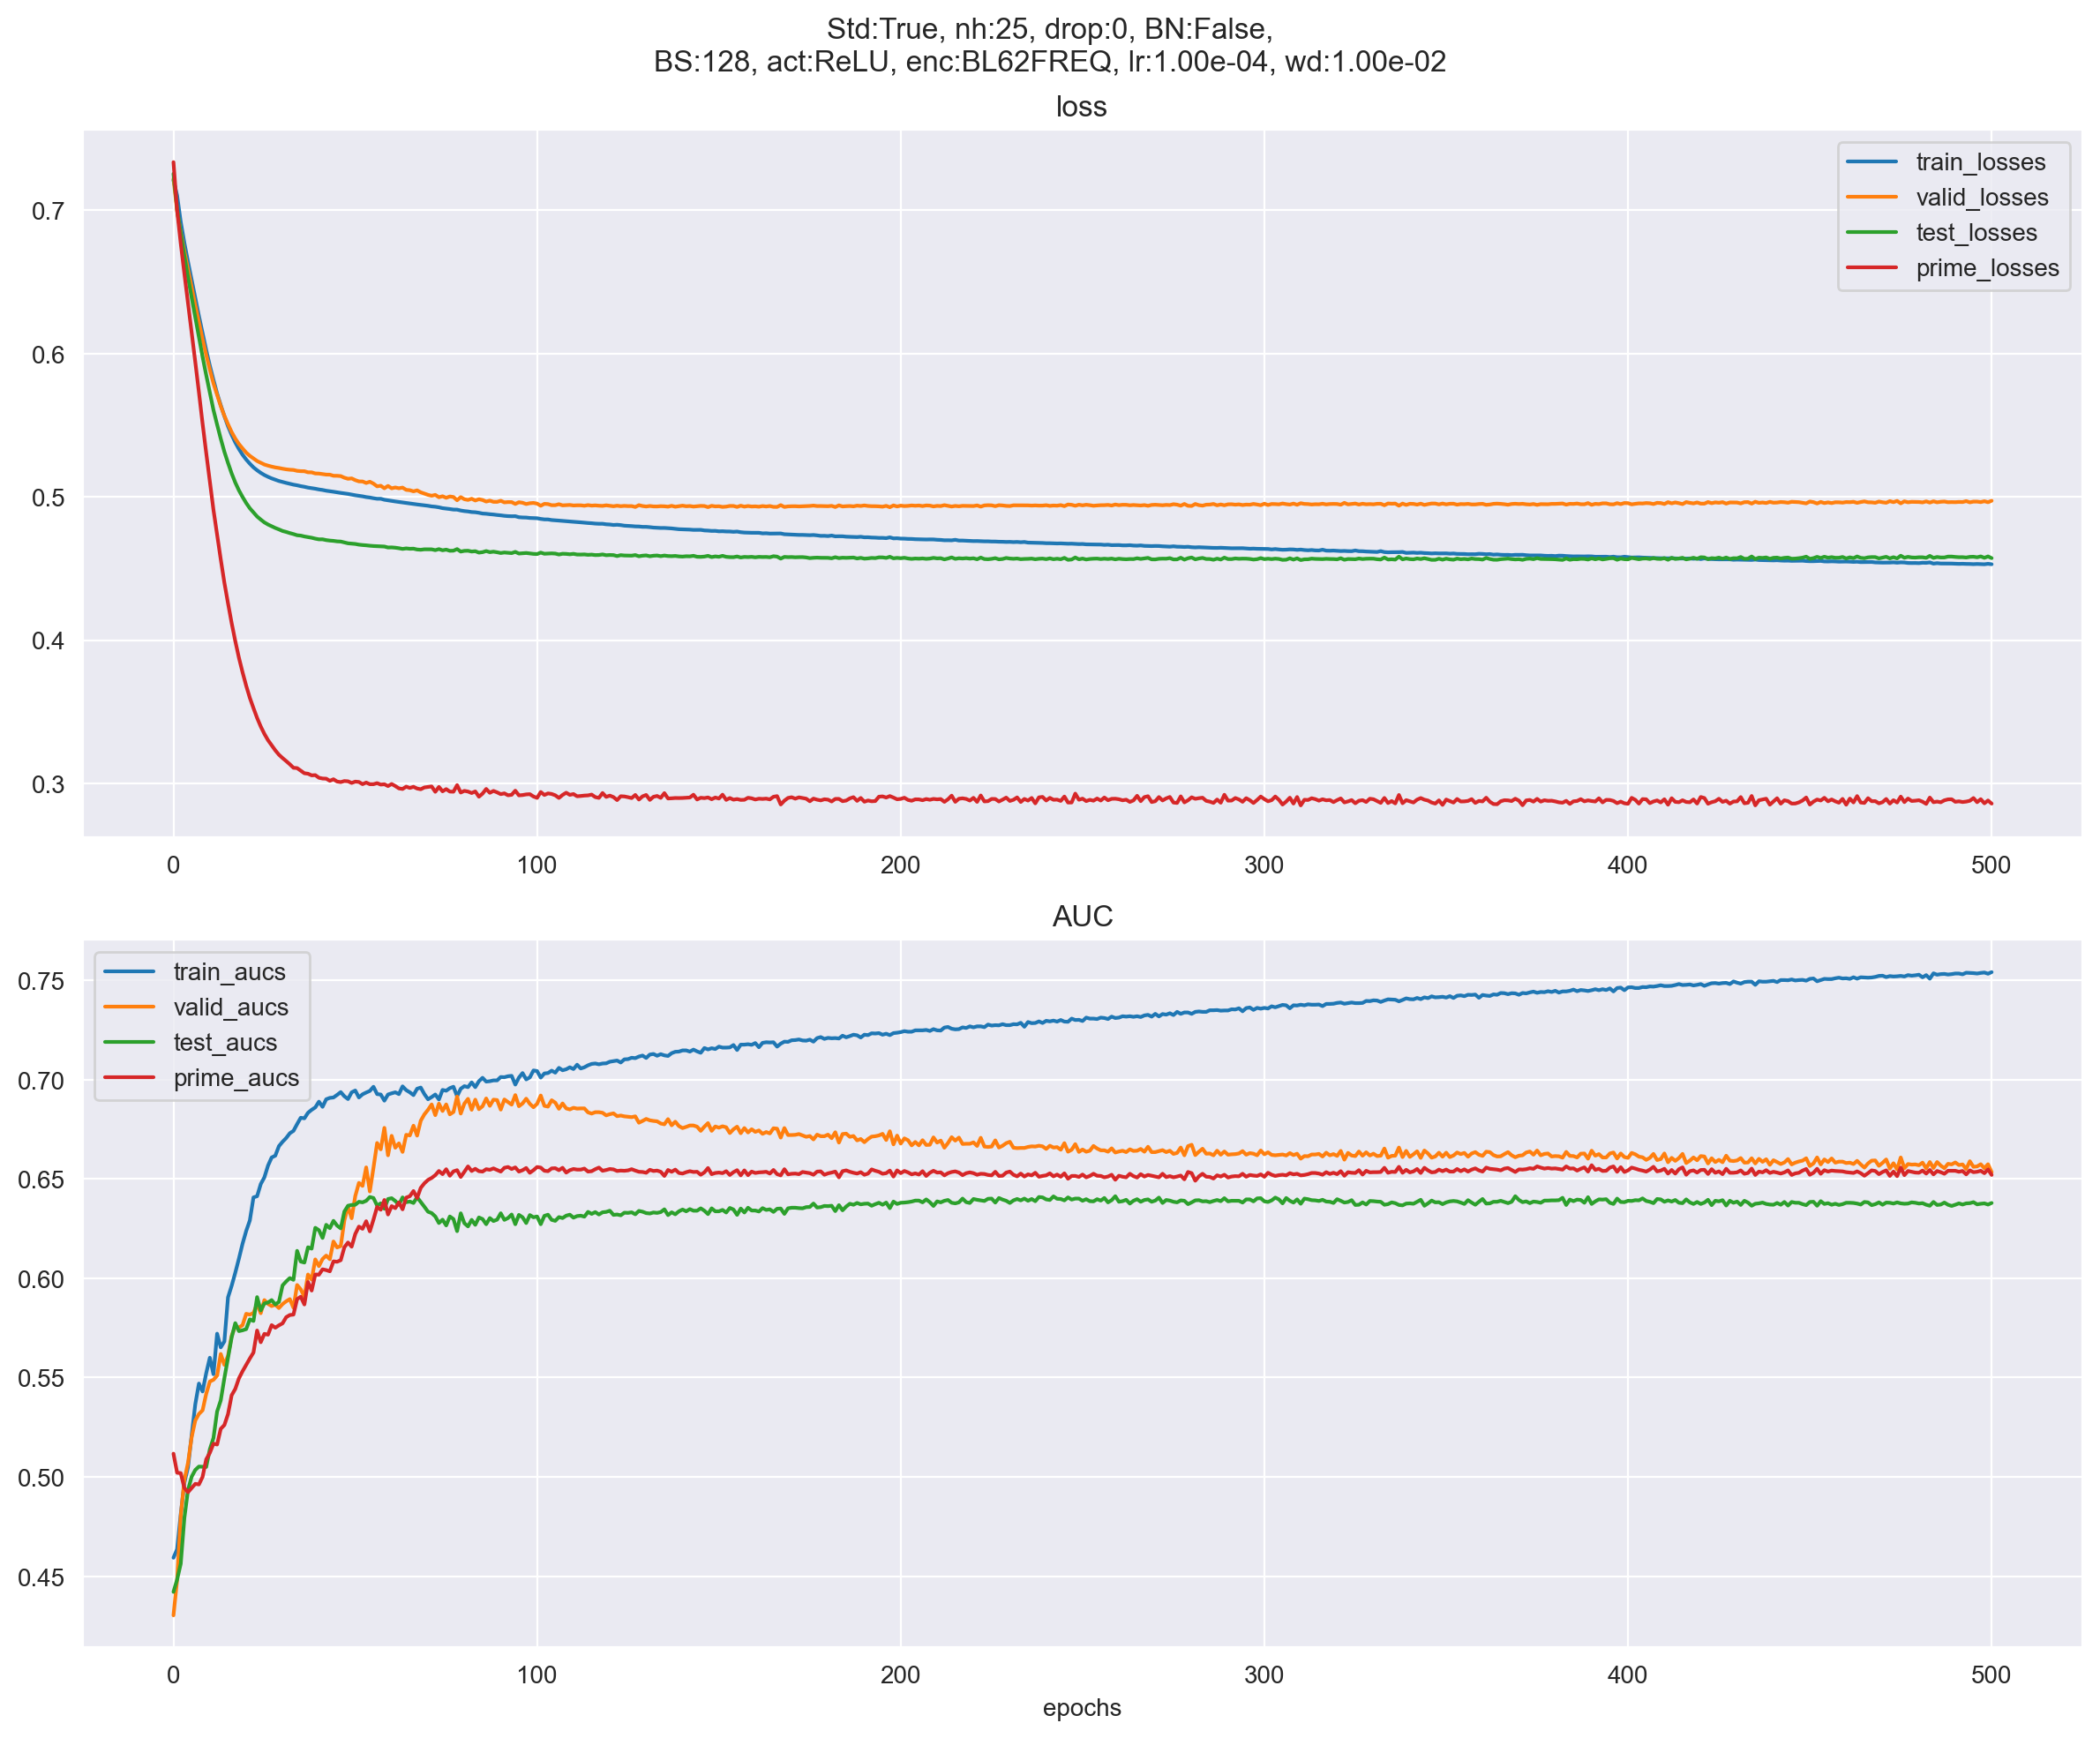 Std:True, nh:25, drop:0, BN:False,
BS:128, act:ReLU, enc:BL62FREQ, lr:1.00e-04, wd:1.00e-02
loss
train_losses
valid_losses
test_losses
prime_losses
0.7
0.6
0.5
0.4
0.3
0 100 200 300 400 500
AUC
train_aucs
valid_aucs
test_aucs
prime_aucs
0.75
0.70
0.65
0.60
0.55
0.50
0.45
0 100 200 300 400 500
epochs